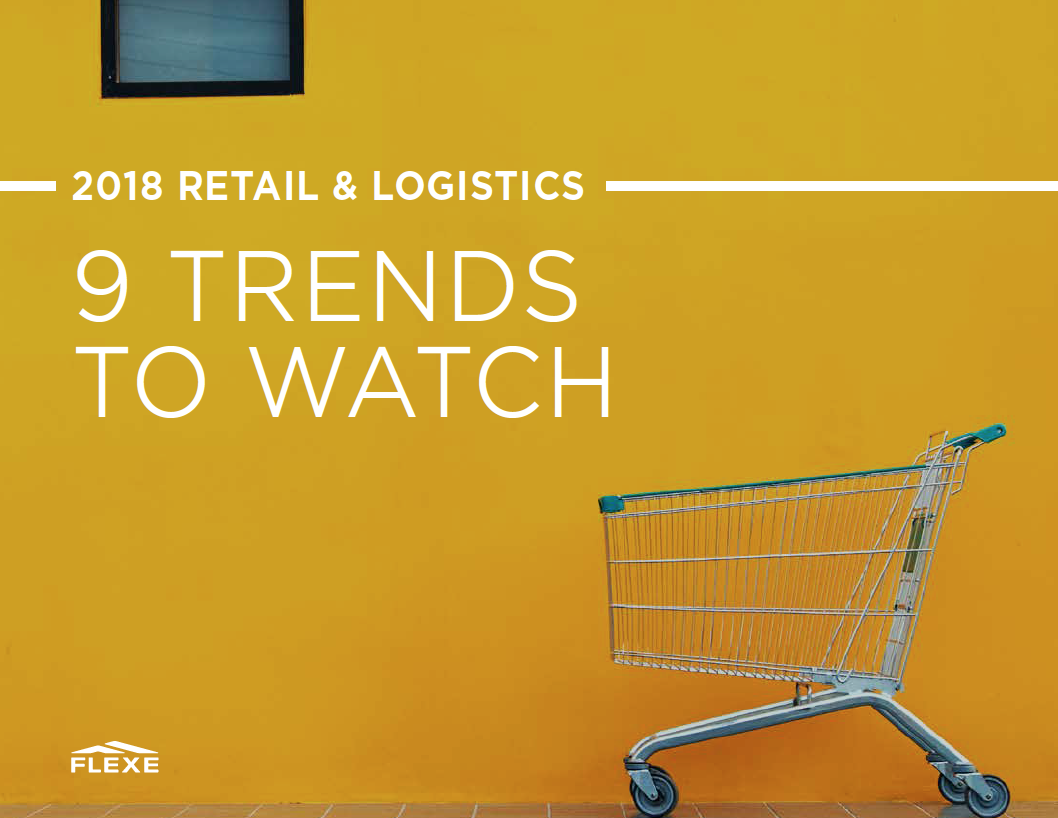 2018 RETAIL & LOGISTICS
9 TRENDS
TO WATCH
FLEXE